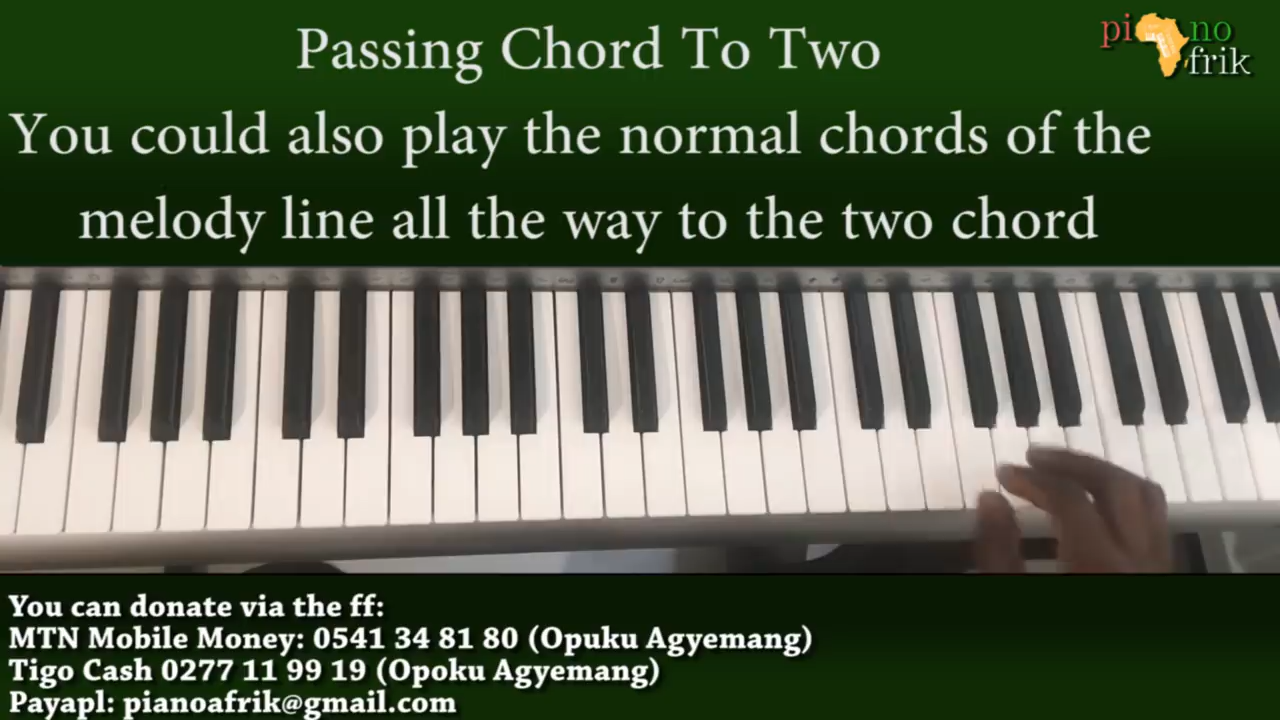 Passing Chord To Two
piano
afrik
You could also play the normal chords of the
melody line all the way to the two chord
You can donate via the ff:
MTN Mobile Money: 0541 34 81 80 (Opuku Agyemang)
Tigo Cash 0277 11 99 19 (Opoku Agyemang)
Payapl: pianoafrik@gmail.com